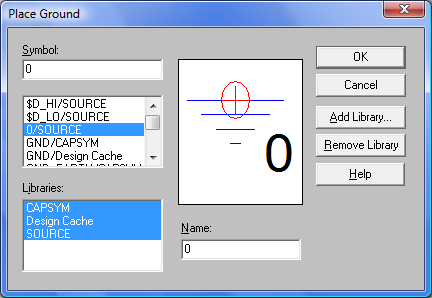 Place Ground
Symbol:
0
$D_HI/SOURCE
$D_LO/SOURCE
0/SOURCE
GND/CAPSYM
GND/Design Cache
Libraries:
CAPSYM
Design Cache
SOURCE
0
Name:
0
OK
Cancel
Add Library...
Remove Library
Help